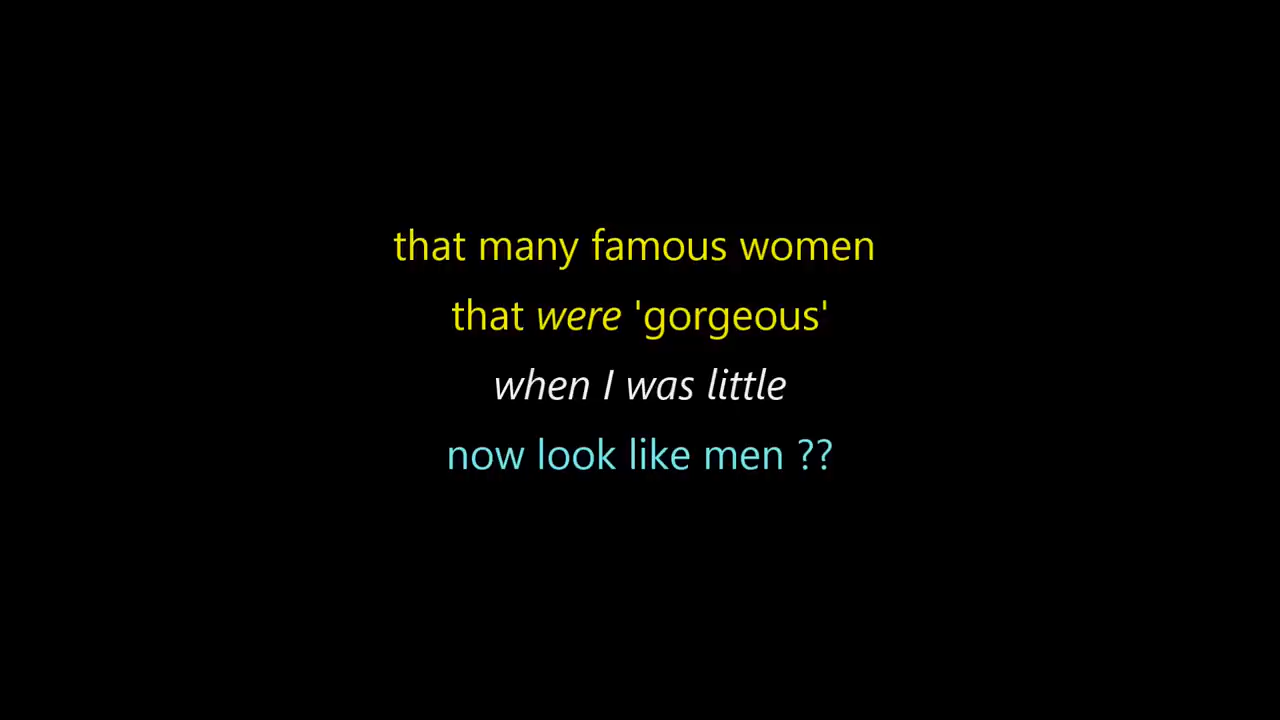 that many famous women
that were 'gorgeous'
when I was little
now look like men ??